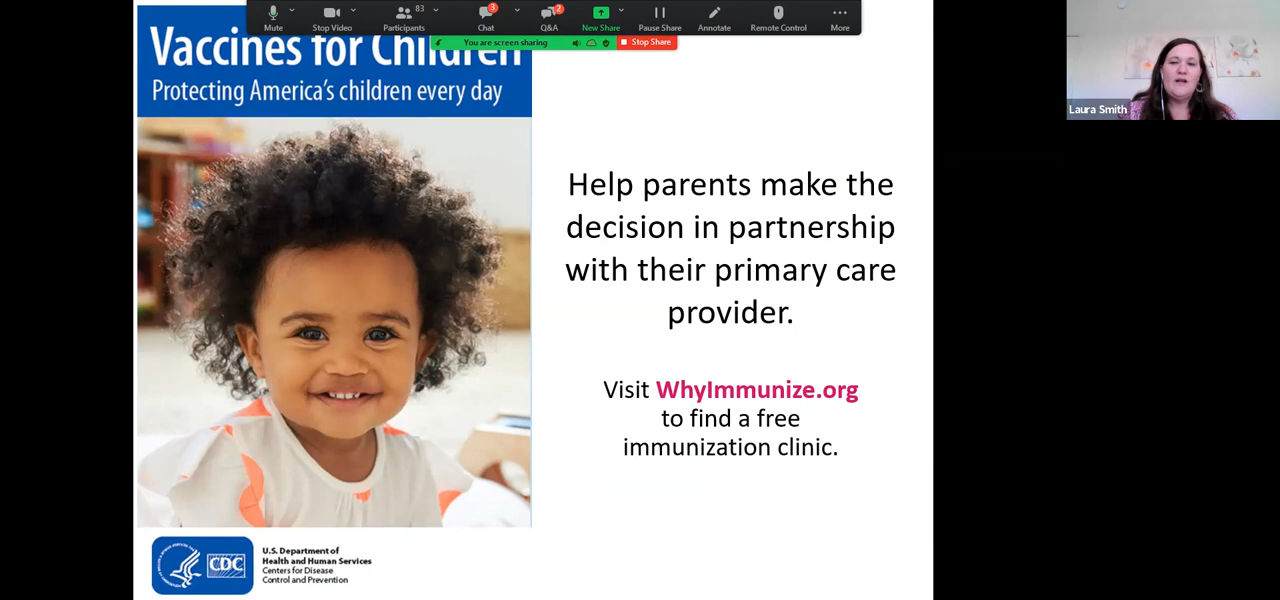 83
3
2
Mute
Stop Video
Participants
Chat
Q&A
New Share
Pause Share
Annotate
Remote Control
More
You are screen sharing
Stop Share
Vaccines for Children
Protecting America's children every day
Laura Smith
Help parents make the
decision in partnership
with their primary care
provider.
Visit WhyImmunize.org
to find a free
immunization clinic.
CDC
U.S. Department of
Health and Human Services
Centers for Disease
Control and Prevention